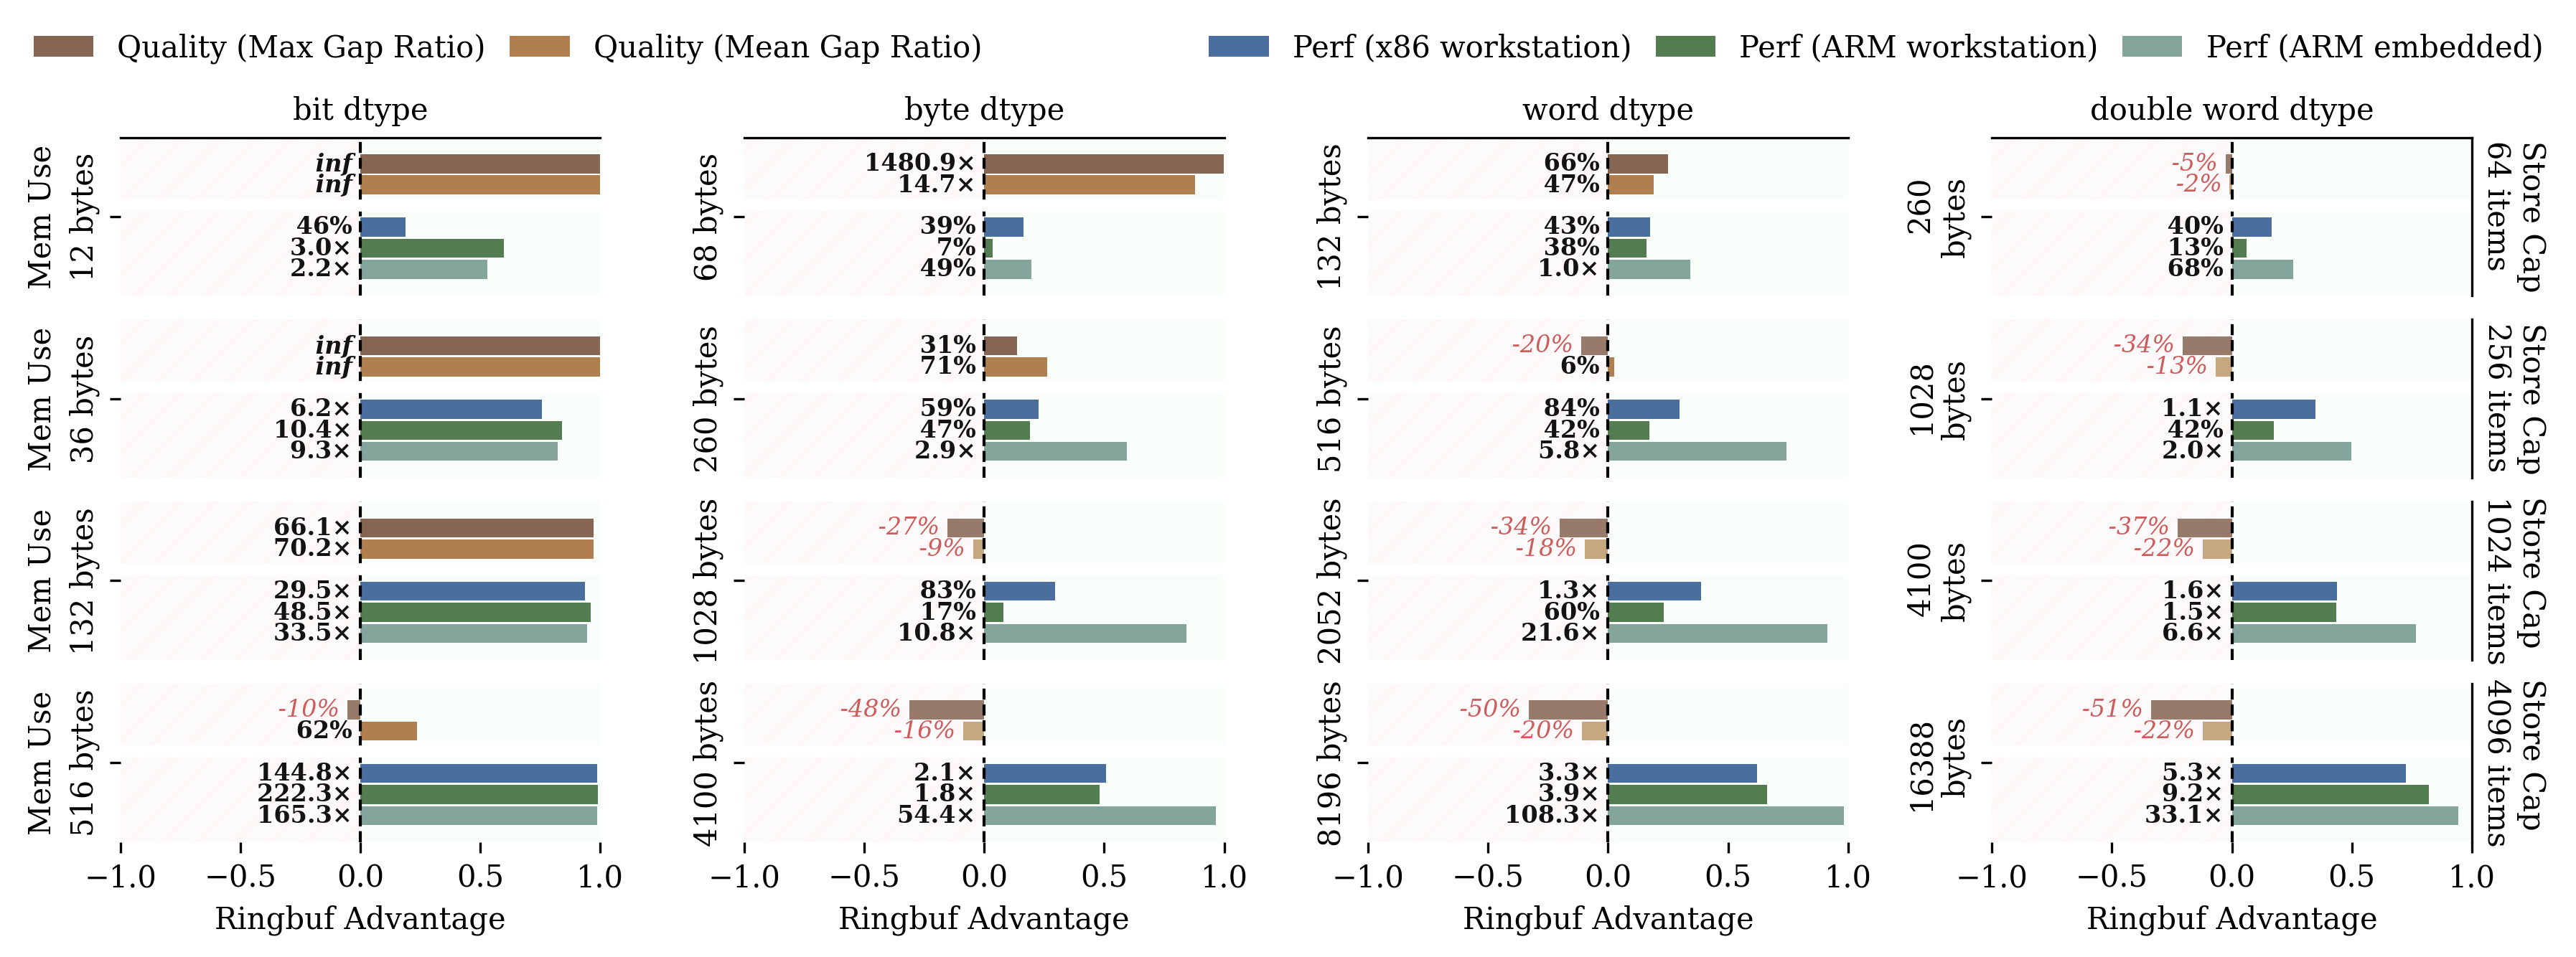 Quality (Max Gap Ratio) Quality (Mean Gap Ratio) Perf (x86 workstation) Perf (ARM workstation) Perf (ARM embedded)
bit dtype byte dtype word dtype double word dtype
Mem Use
12 bytes
inf
inf
46%
3.0×
2.2×
68 bytes
1480.9×
14.7×
39%
7%
49%
132 bytes
66%
47%
43%
38%
1.0×
260
bytes
-5%
-2%
40%
13%
68%
Store Cap
64 items
Mem Use
36 bytes
inf
inf
6.2×
10.4×
9.3×
260 bytes
31%
71%
59%
47%
2.9×
516 bytes
-20%
6%
84%
42%
5.8×
1028
bytes
-34%
-13%
1.1×
42%
2.0×
Store Cap
256 items
Mem Use
132 bytes
66.1×
70.2×
29.5×
48.5×
33.5×
1028 bytes
-27%
-9%
83%
17%
10.8×
2052 bytes
-34%
-18%
1.3×
60%
21.6×
4100
bytes
-37%
-22%
1.6×
1.5×
6.6×
Store Cap
1024 items
Mem Use
516 bytes
-10%
62%
144.8×
222.3×
165.3×
4100 bytes
-48%
-16%
2.1×
1.8×
54.4×
8196 bytes
-50%
-20%
3.3×
3.9×
108.3×
16388
bytes
-51%
-22%
5.3×
9.2×
33.1×
Store Cap
4096 items
−1.0 −0.5 0.0 0.5 1.0
Ringbuf Advantage
−1.0 −0.5 0.0 0.5 1.0
Ringbuf Advantage
−1.0 −0.5 0.0 0.5 1.0
Ringbuf Advantage
−1.0 −0.5 0.0 0.5 1.0
Ringbuf Advantage